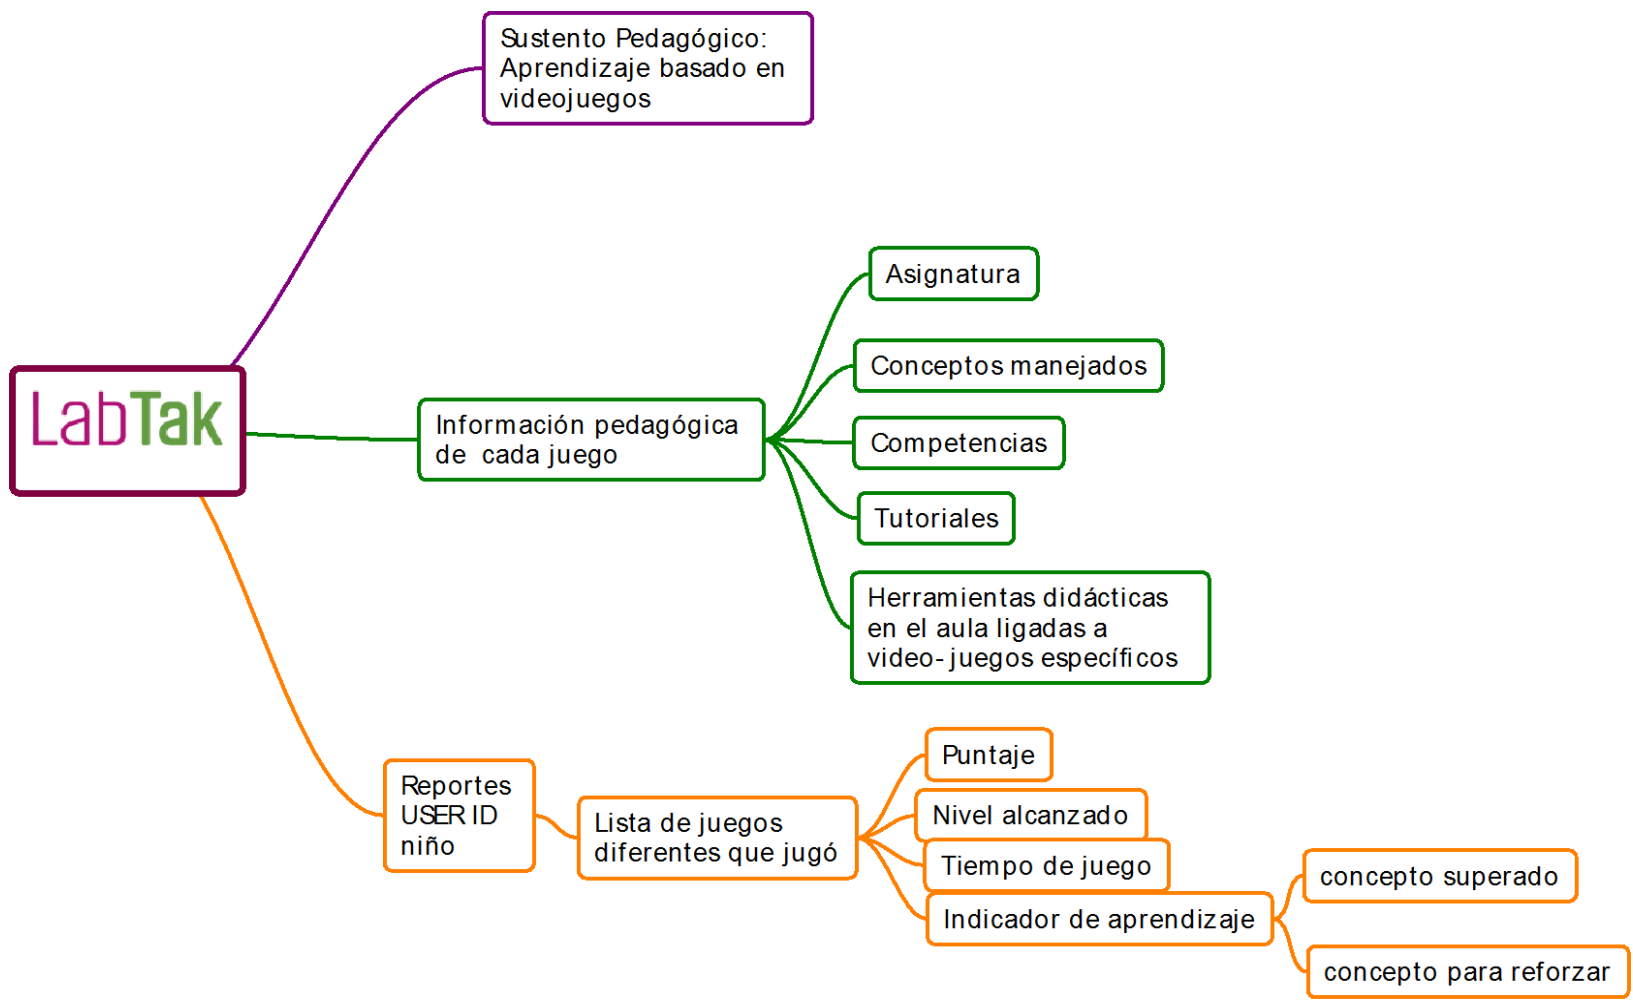 Sustento Pedagógico:
Aprendizaje basado en
videojuegos
LabTak
Información pedagógica
de cada juego
Asignatura
Conceptos manejados
Competencias
Tutoriales
Herramientas didácticas
en el aula ligadas a
video-juegos específicos
Reportes
USER ID
niño
Lista de juegos
diferentes que jugó
Puntaje
Nivel alcanzado
Tiempo de juego
Indicador de aprendizaje
concepto superado
concepto para reforzar